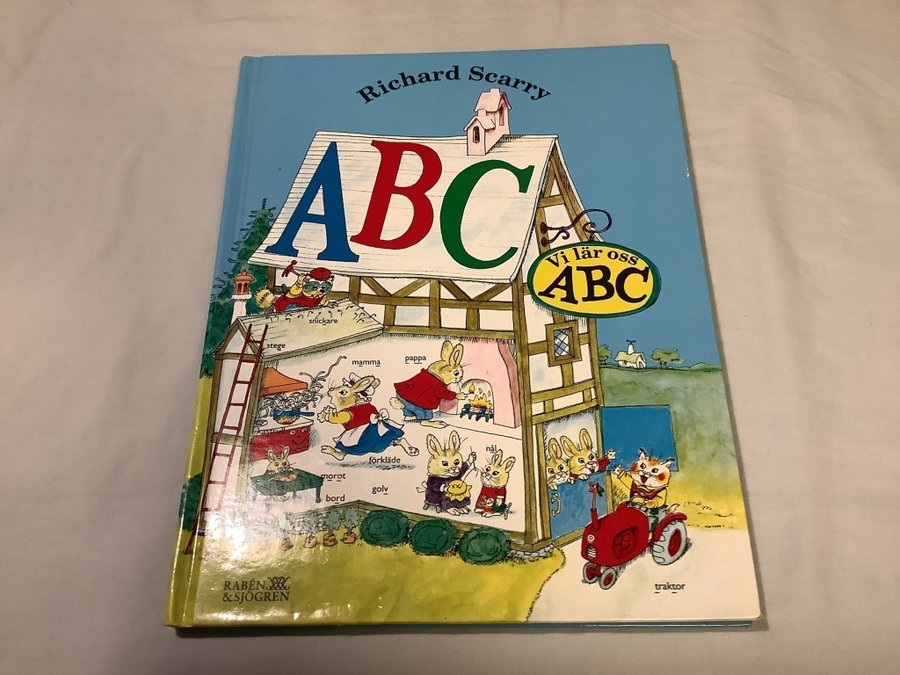 Richard Scarry
ABC
Vi lär oss
ABC
snickare
stege
mamma
pappa
förkläde
nål
morot
bord
golv
traktor
RABÉN
& SJÖGREN